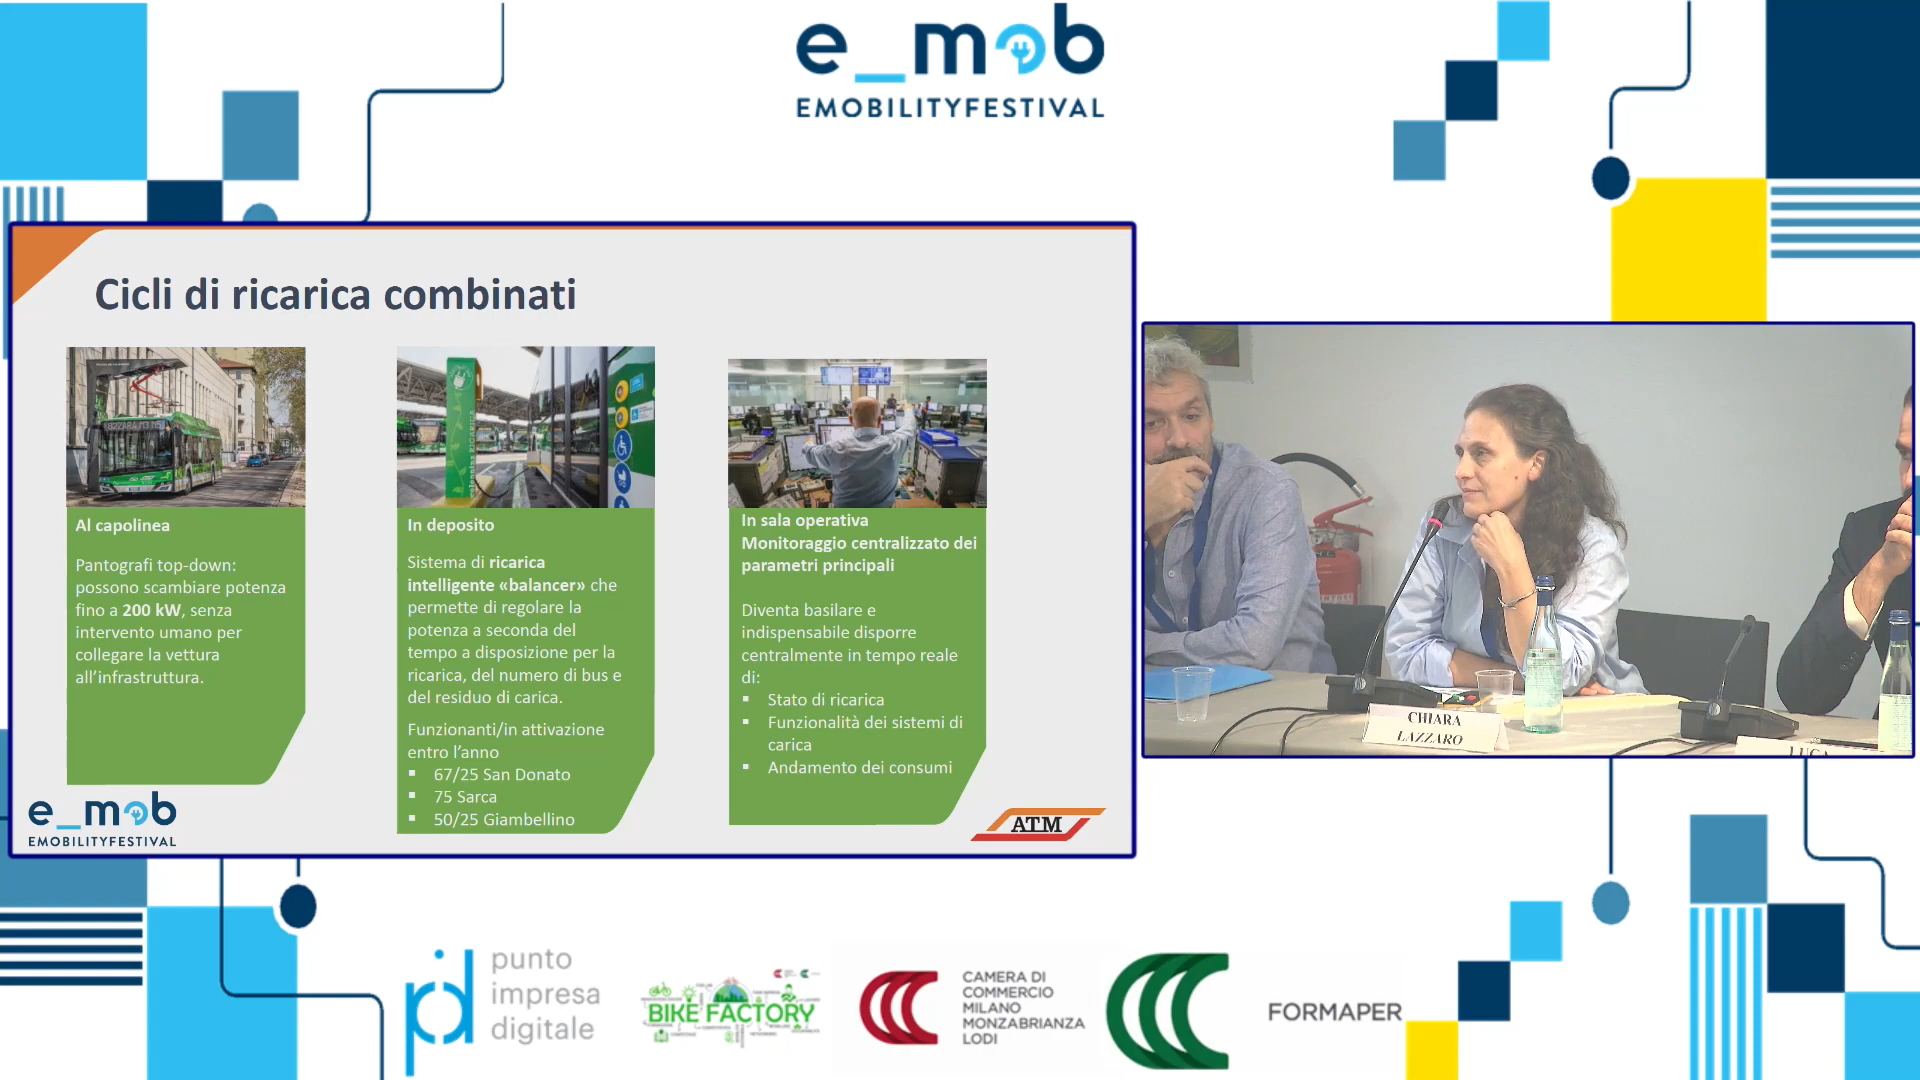 e_mob
EMOBILITYFESTIVAL
Cicli di ricarica combinati
Al capolinea
Pantografi top-down:
possono scambiare potenza
fino a 200 kW, senza
intervento umano per
collegare la vettura
all’infrastruttura.
In deposito
Sistema di ricarica
intelligente «balancer» che
permette di regolare la
potenza a seconda del
tempo a disposizione per la
ricarica, del numero di bus e
del residuo di carica.
Funzionanti/in attivazione
entro l’anno
▪ 67/25 San Donato
▪ 75 Sarca
▪ 50/25 Giambellino
In sala operativa
Monitoraggio centralizzato dei
parametri principali
Diventa basilare e
indispensabile disporre
centralmente in tempo reale
di:
▪ Stato di ricarica
▪ Funzionalità dei sistemi di
carica
▪ Andamento dei consumi
e_mob
EMOBILITYFESTIVAL
ATM
CHIARA
LAZZARO
punto
impresa
digitale
BIKE FACTORY
CAMERA DI
COMMERCIO
MILANO
MONZABRIANZA
LODI
FORMAPER